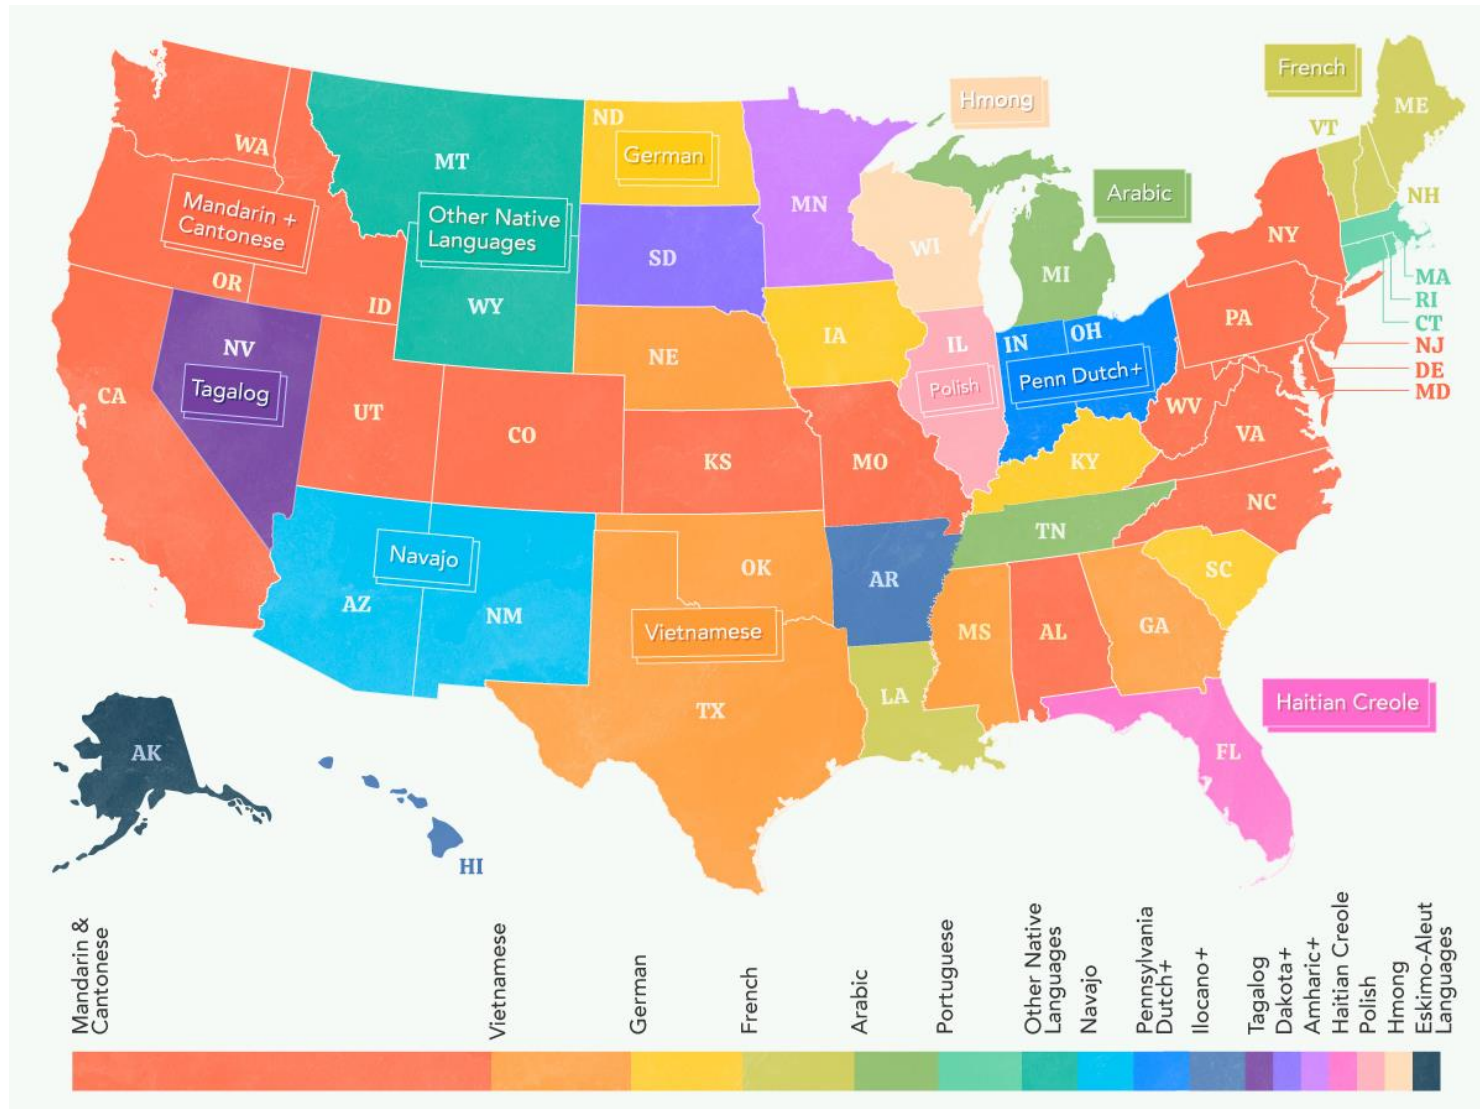 French
ME
Hmong
VT
ND
WA
German
MT
Arabic
NH
Mandarin +
Cantonese
Other Native
Languages
MN
WI
NY
SD
MI
MA
OR
ID
WY
RI
PA
CT
NV
NE
IA
IL
IN
OH
NJ
Tagalog
Polish
Penn Dutch+
DE
MD
CA
UT
CO
KS
MO
KY
WV
VA
NC
Navajo
OK
AR
TN
SC
AZ
NM
Vietnamese
MS
AL
GA
LA
TX
Haitian Creole
AK
FL
HI
Mandarin &
Cantonese
Vietnamese
German
French
Arabic
Portuguese
Other Native
Languages
Navajo
Pennsylvania
Dutch+
Ilocano+
Tagalog
Dakota+
Amharic+
Haitian Creole
Polish
Hmong
Eskimo-Aleut
Languages